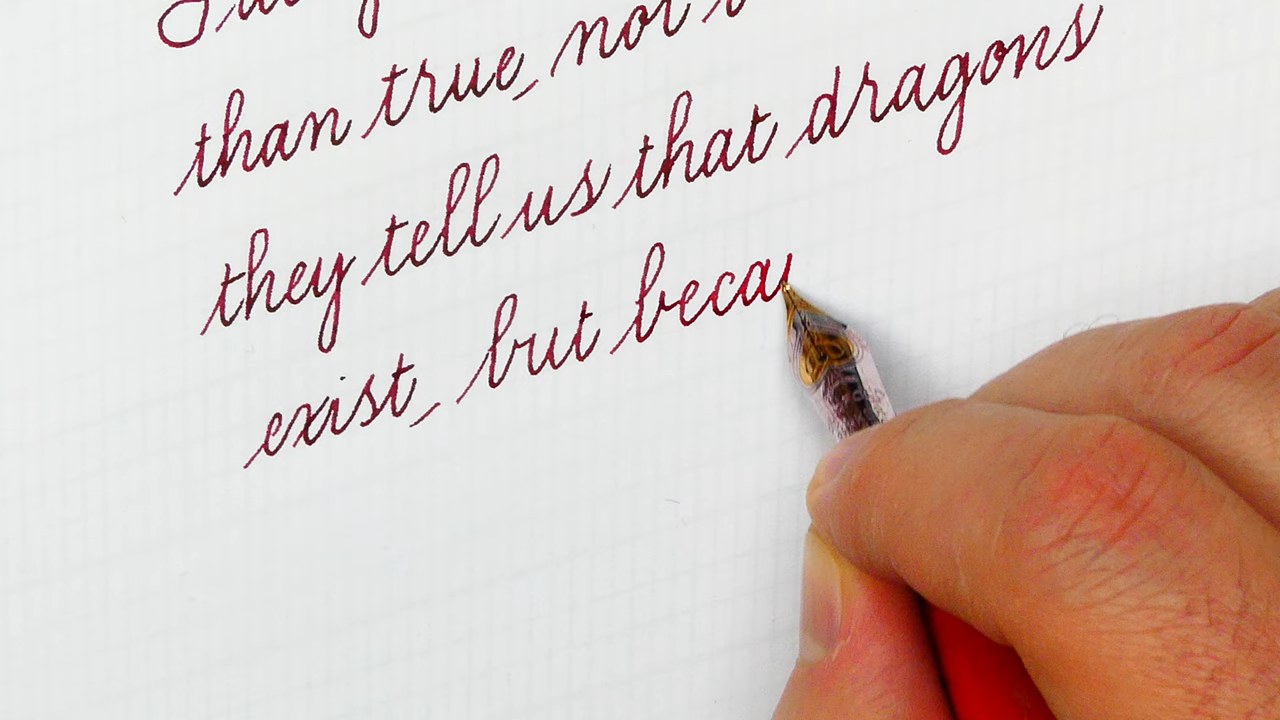 than true, not
they tell us that dragons
exist, but becau